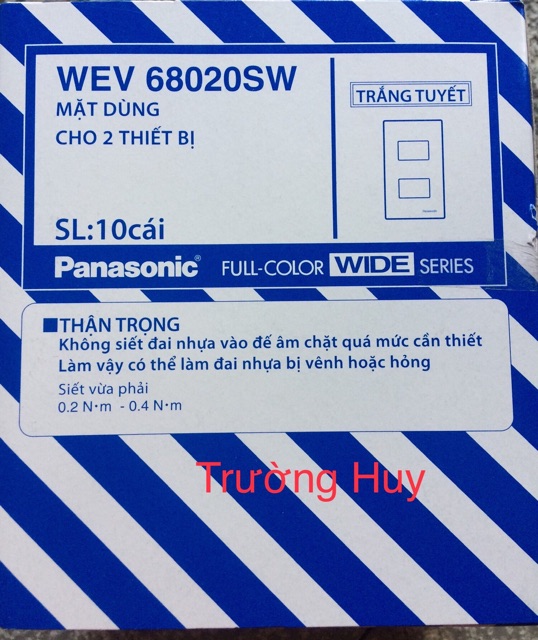 WEV 68020SW
MẶT DÙNG
CHO 2 THIẾT BỊ
SL:10cái
TRẮNG TUYẾT
Panasonic® FULL-COLOR WIDE SERIES
■THẬN TRỌNG
Không siết đai nhựa vào đế âm chặt quá mức cần thiết
Làm vậy có thể làm đai nhựa bị vênh hoặc hỏng
Siết vừa phải
0.2 N·m - 0.4 N·m
Trường Huy